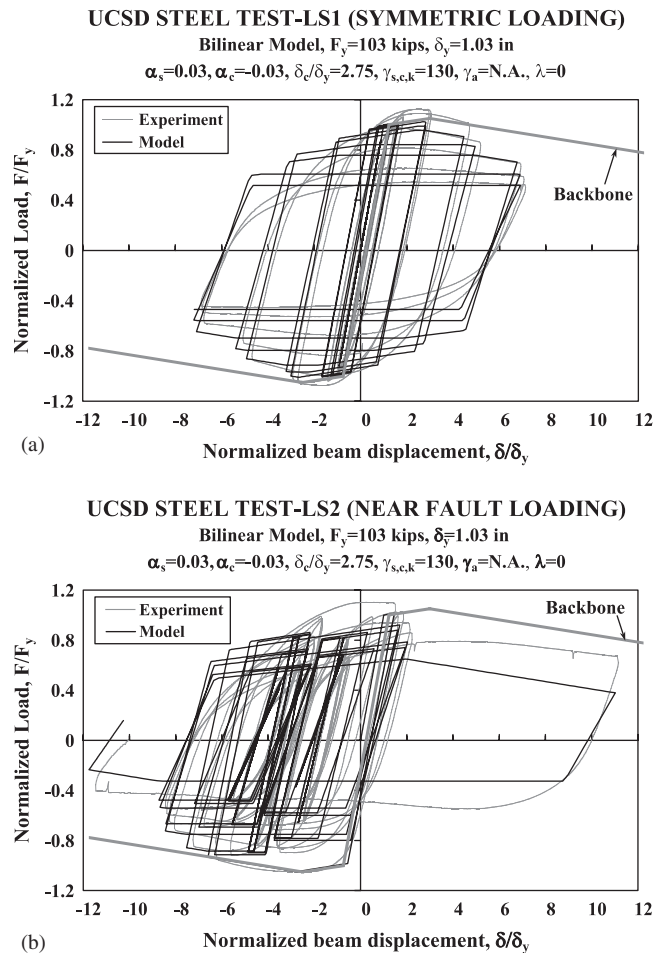 UCSD STEEL TEST-LS1 (SYMMETRIC LOADING)
Bilinear Model, Fy=103 kips, δy=1.03 in
αs=0.03, αc=-0.03, δc/δy=2.75, γs,c,k=130, γa=N.A., λ=0
1.2
0.8
0.4
0
-0.4
-0.8
-1.2
Normalized Load, F/Fy
Experiment
Model
Backbone
-12 -10 -8 -6 -4 -2 0 2 4 6 8 10 12
Normalized beam displacement, δ/δy
(a)
UCSD STEEL TEST-LS2 (NEAR FAULT LOADING)
Bilinear Model, Fy=103 kips, δy=1.03 in
αs=0.03, αc=-0.03, δc/δy=2.75, γs,c,k=130, γa=N.A., λ=0
1.2
0.8
0.4
0
-0.4
-0.8
-1.2
Normalized Load, F/Fy
Experiment
Model
Backbone
-12 -10 -8 -6 -4 -2 0 2 4 6 8 10 12
Normalized beam displacement, δ/δy
(b)